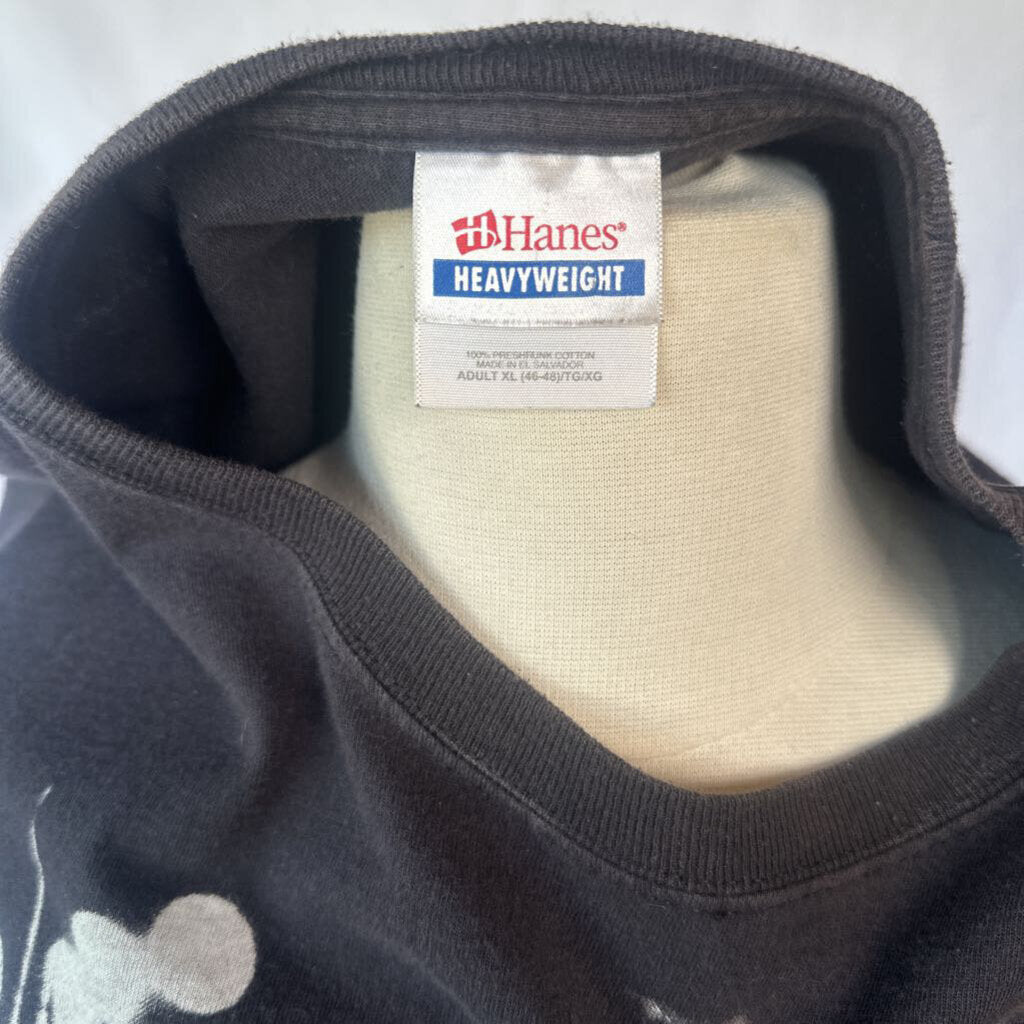 Hanes®
HEAVYWEIGHT
100% PRESHRUNK COTTON
MADE IN EL SALVADOR
ADULT XL (46-48)/TG/XG